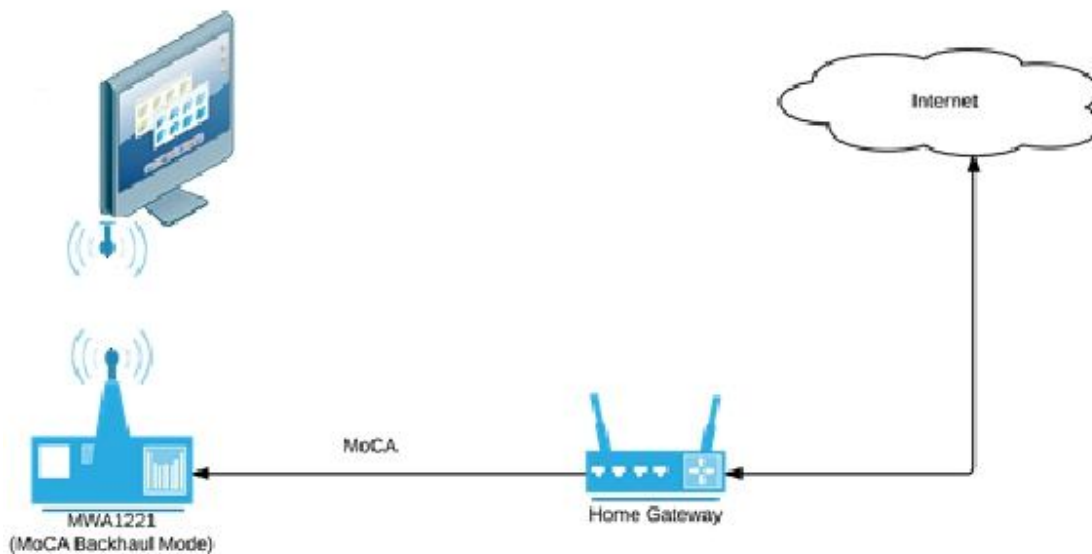 Internet
MoCA
MWA1221
(MoCA Backhaul Mode)
Home Gateway